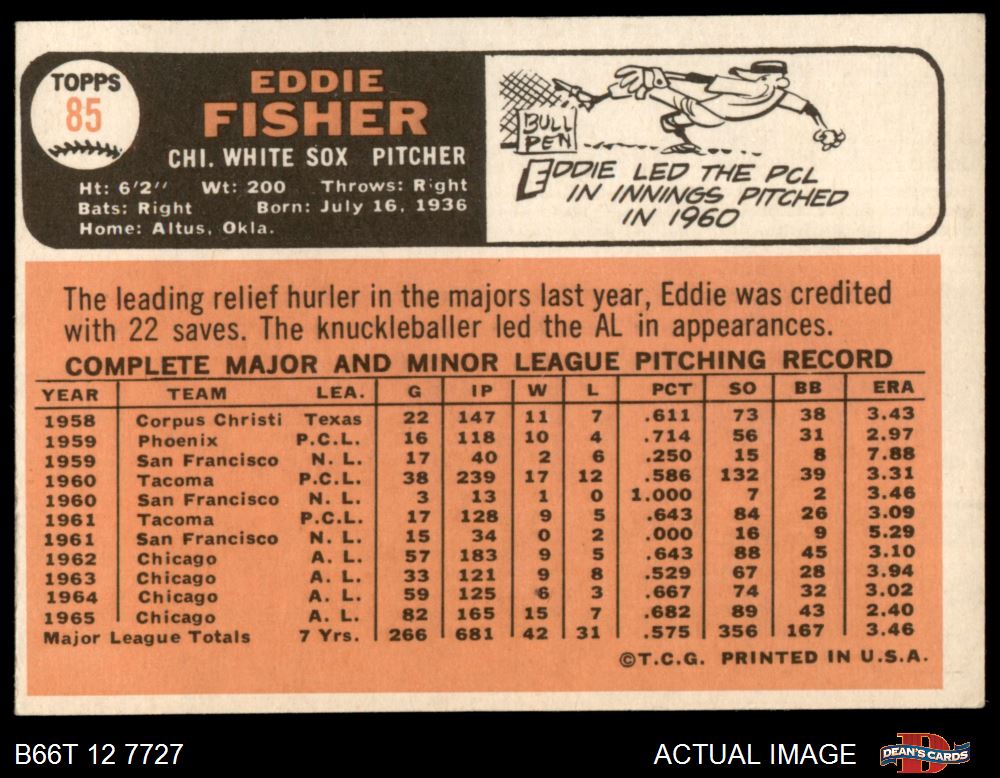 TOPPS
85
EDDIE
FISHER
CHI. WHITE SOX PITCHER
Ht: 6'2" Wt: 200 Throws: Right
Bats: Right Born: July 16, 1936
Home: Altus, Okla.
BULL
PEN
EDDIE LED THE PCL
IN INNINGS PITCHED
IN 1960
The leading relief hurler in the majors last year, Eddie was credited
with 22 saves. The knuckleballer led the AL in appearances.
COMPLETE MAJOR AND MINOR LEAGUE PITCHING RECORD
YEAR TEAM LEA. G IP W L PCT SO BB ERA
1958 Corpus Christi Texas 22 147 11 7 .611 73 38 3.43
1959 Phoenix P.C.L. 16 118 10 4 .714 56 31 2.97
1959 San Francisco N. L. 17 40 2 6 .250 15 8 7.88
1960 Tacoma P.C.L. 38 239 17 12 .586 132 39 3.31
1960 San Francisco N. L. 3 13 1 0 1.000 7 2 3.46
1961 Tacoma P.C.L. 17 128 9 5 .643 84 26 3.09
1961 San Francisco N. L. 15 34 0 2 .000 16 9 5.29
1962 Chicago A. L. 57 183 9 5 .643 88 45 3.10
1963 Chicago A. L. 33 121 9 8 .529 67 28 3.94
1964 Chicago A. L. 59 125 6 3 .667 74 32 3.02
1965 Chicago A. L. 82 165 15 7 .682 89 43 2.40
Major League Totals 7 Yrs. 266 681 42 31 .575 356 167 3.46
©T.C.G. PRINTED IN U.S.A.
B66T 12 7727
ACTUAL IMAGE
DEAN'S CARDS